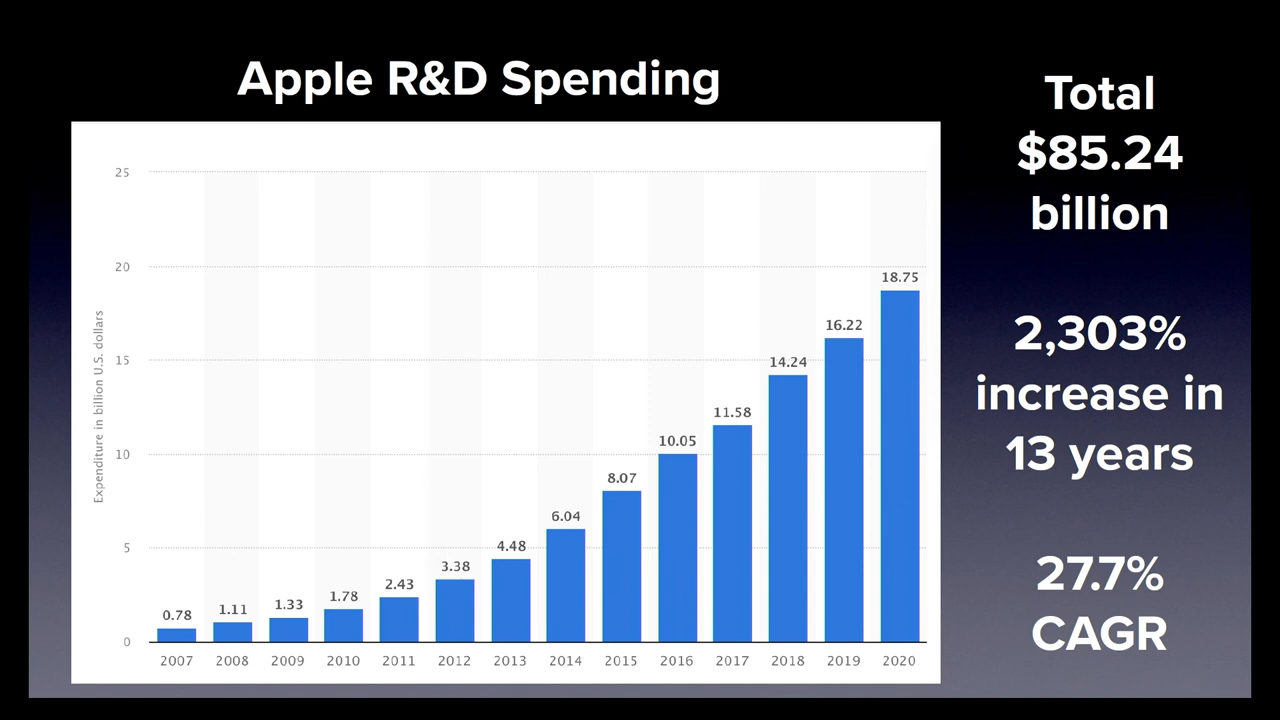 Apple R&D Spending
Total
$85.24
billion
2,303%
increase in
13 years
27.7%
CAGR
Expenditure in billion U.S. dollars
25
20
15
10
5
0
0.78
1.11
1.33
1.78
2.43
3.38
4.48
6.04
8.07
10.05
11.58
14.24
16.22
18.75
2007 2008 2009 2010 2011 2012 2013 2014 2015 2016 2017 2018 2019 2020